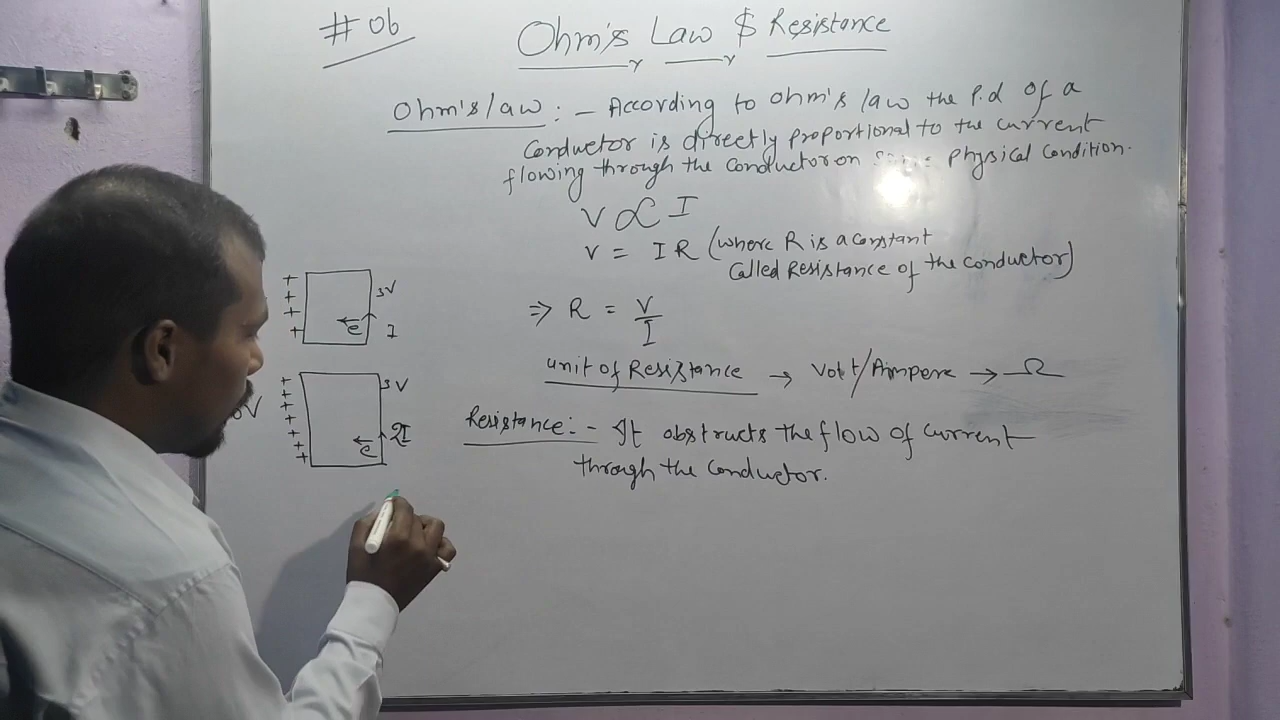 # 06
Ohm's Law $ Resistance
Ohm's law : - According to ohm's law the P.d of a
conductor is directly proportional to the current
flowing through the conductor on physical condition.
V ∝ I
V = IR (where R is a constant
called Resistance of the conductor)
⇒ R = V
I
unit of Resistance → Volt/Ampere → Ω
Resistance : - It obstructs the flow of current
through the conductor.
+
+
+
+
3V
e
I
+
+
+
+
+
+
+
3V
e
2I